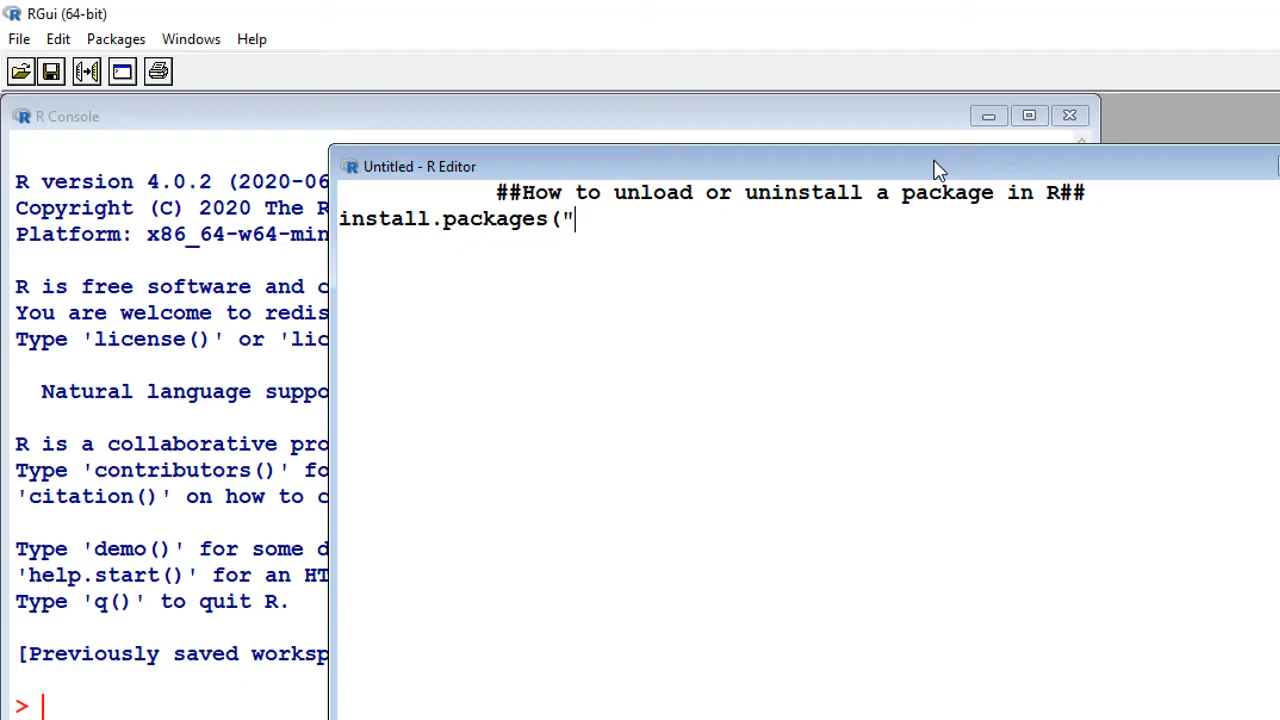 RGui (64-bit)
File Edit Packages Windows Help
R Console
R version 4.0.2 (2020-06
Copyright (C) 2020 The R
Platform: x86_64-w64-min
R is free software and c
You are welcome to redis
Type 'license()' or 'lic
Natural language suppo
R is a collaborative pro
Type 'contributors()' fo
'citation()' on how to c
Type 'demo()' for some d
'help.start()' for an HT
Type 'q()' to quit R.
[Previously saved worksp
>
Untitled - R Editor
##How to unload or uninstall a package in R##
install.packages("